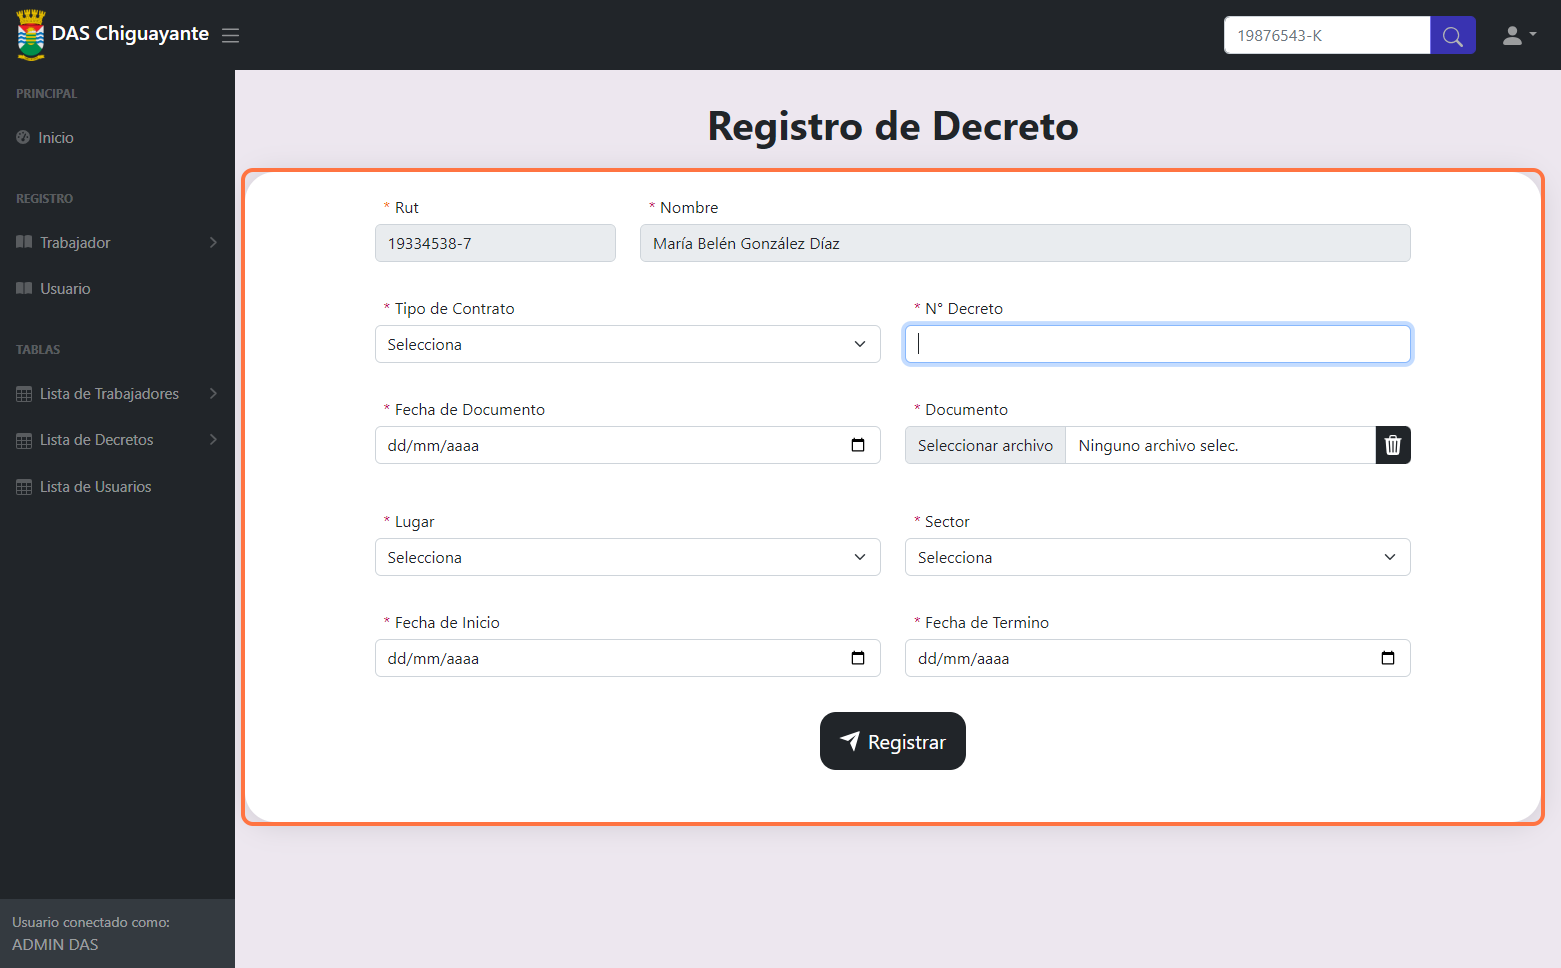 DAS Chiguayante
19876543-K
PRINCIPAL
Inicio
REGISTRO
Trabajador
Usuario
TABLAS
Lista de Trabajadores
Lista de Decretos
Lista de Usuarios
Usuario conectado como:
ADMIN DAS
Registro de Decreto
* Rut
* Nombre
19334538-7
María Belén González Díaz
* Tipo de Contrato
* N° Decreto
Selecciona
* Fecha de Documento
* Documento
dd/mm/aaaa
Seleccionar archivo
Ninguno archivo selec.
* Lugar
* Sector
Selecciona
Selecciona
* Fecha de Inicio
* Fecha de Termino
dd/mm/aaaa
dd/mm/aaaa
Registrar